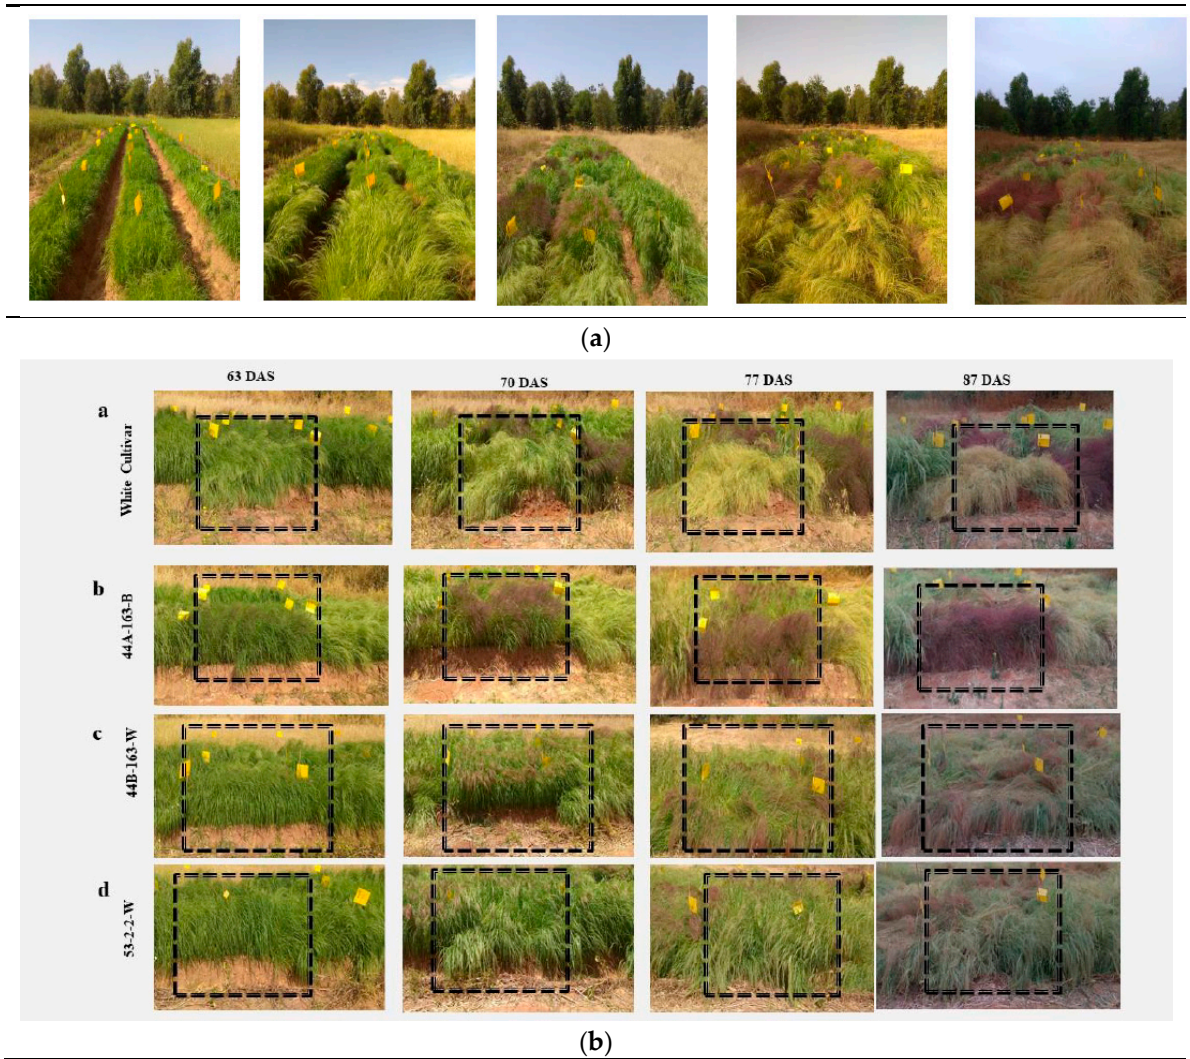 (a)
63 DAS
70 DAS
77 DAS
87 DAS
a
White Cultivar
b
44A-163-B
c
44B-163-W
d
53-2-2-W
(b)